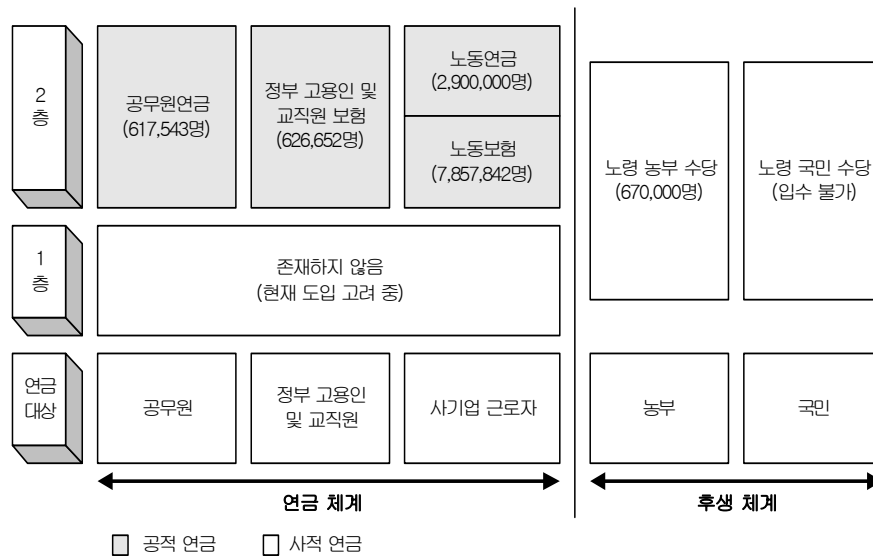 2
층
공무원연금
(617,543명)
정부 고용인 및
교직원 보험
(626,652명)
노동연금
(2,900,000명)
노동보험
(7,857,842명)
노령 농부 수당
(670,000명)
노령 국민 수당
(입수 불가)
1
층
존재하지 않음
(현재 도입 고려 중)
연금
대상
공무원
정부 고용인
및 교직원
사기업 근로자
농부
국민
연금 체계
후생 체계
공적 연금
사적 연금